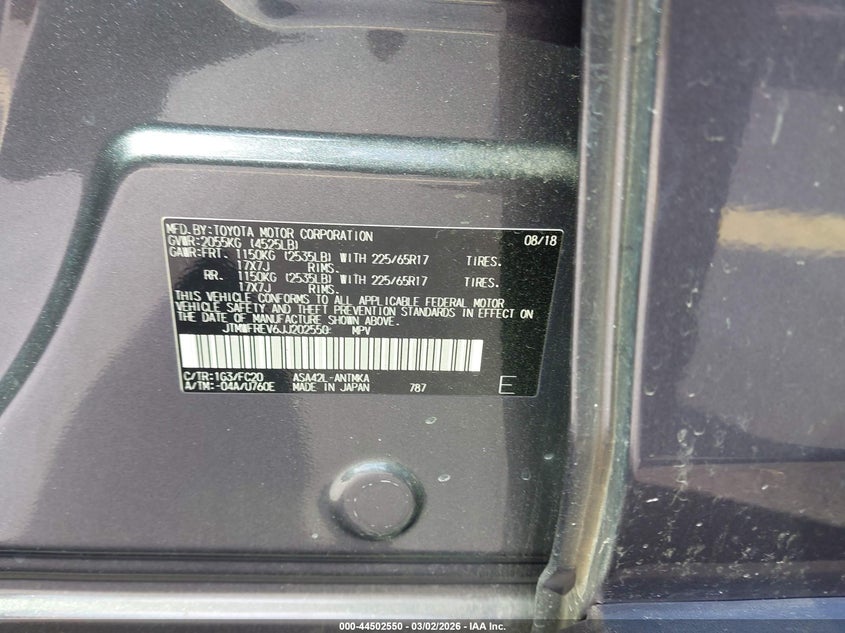 MFD.BY:TOYOTA MOTOR CORPORATION 08/18
GVWR:2055KG (4525LB)
GAWR:FRT. 1150KG (2535LB) WITH 225/65R17 TIRES.
17X7J RIMS.
RR. 1150KG (2535LB) WITH 225/65R17 TIRES.
17X7J RIMS.
THIS VEHICLE CONFORMS TO ALL APPLICABLE FEDERAL MOTOR
VEHICLE SAFETY AND THEFT PREVENTION STANDARDS IN EFFECT ON
THE DATE OF MANUFACTURE SHOWN ABOVE.
JTMWFREV6JJ202550 MPV
C/TR:1G3/FC20 ASA42L-ANTMKA
A/TM:-04A/U760E MADE IN JAPAN 787 E
000-44502550 - 03/02/2026 - IAA Inc.